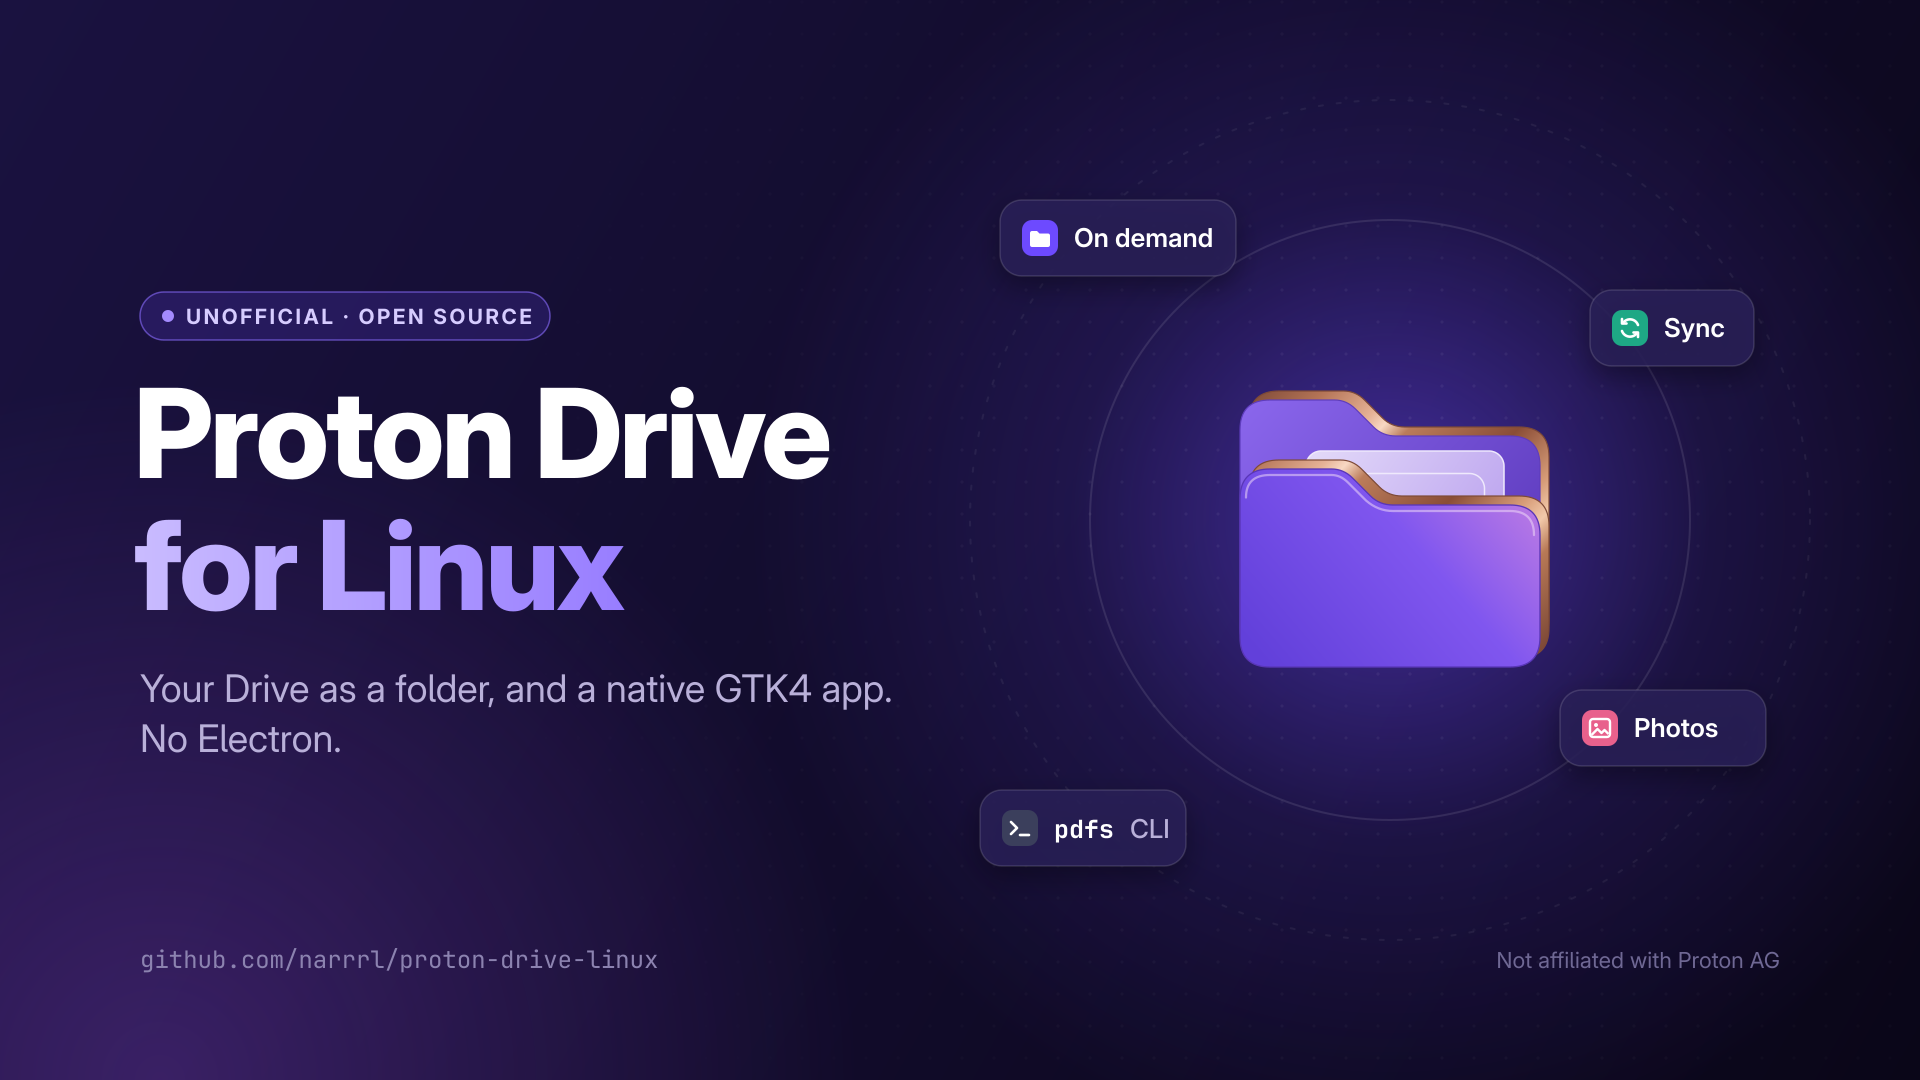 UNOFFICIAL · OPEN SOURCE
Proton Drive
for Linux
Your Drive as a folder, and a native GTK4 app.
No Electron.
github.com/narrrl/proton-drive-linux
On demand
Sync
Photos
pdfs CLI
Not affiliated with Proton AG